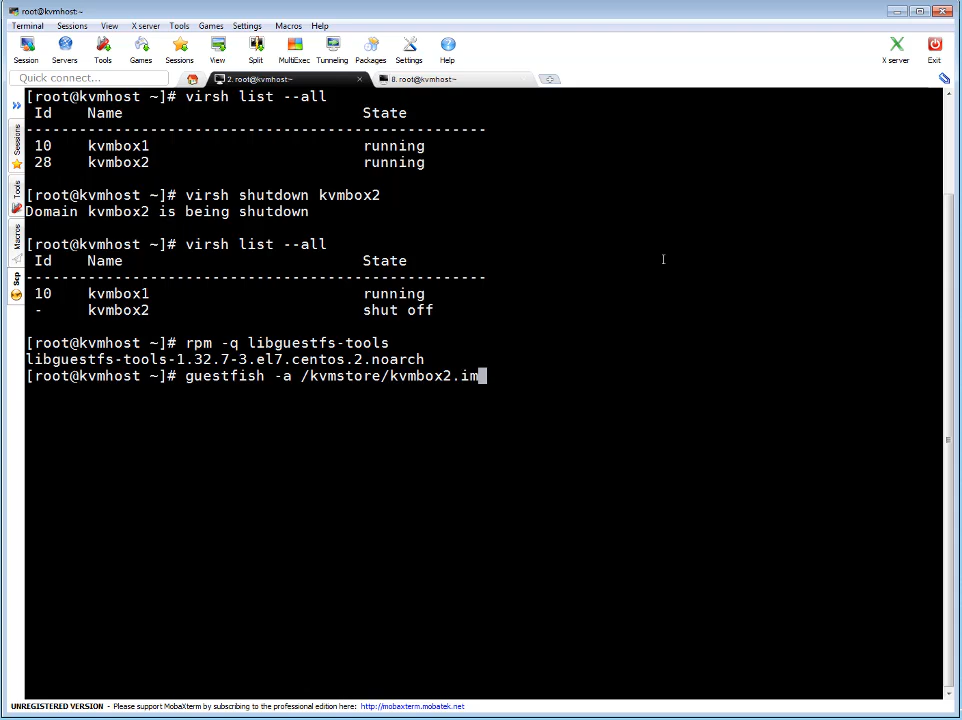 root@kvmhost:~
Terminal Sessions View X server Tools Games Settings Macros Help
Session Servers Tools Games Sessions View Split MultiExec Tunneling Packages Settings Help X server Exit
Quick connect... 2. root@kvmhost:~ 8. root@kvmhost:~
Sessions
Tools
Macros
Scp
[root@kvmhost ~]# virsh list --all
Id Name State
----------------------------------------------------
10 kvmbox1 running
28 kvmbox2 running
[root@kvmhost ~]# virsh shutdown kvmbox2
Domain kvmbox2 is being shutdown
[root@kvmhost ~]# virsh list --all
Id Name State
----------------------------------------------------
10 kvmbox1 running
- kvmbox2 shut off
[root@kvmhost ~]# rpm -q libguestfs-tools
libguestfs-tools-1.32.7-3.el7.centos.2.noarch
[root@kvmhost ~]# guestfish -a /kvmstore/kvmbox2.im
UNREGISTERED VERSION - Please support MobaXterm by subscribing to the professional edition here: http://mobaxterm.mobatek.net